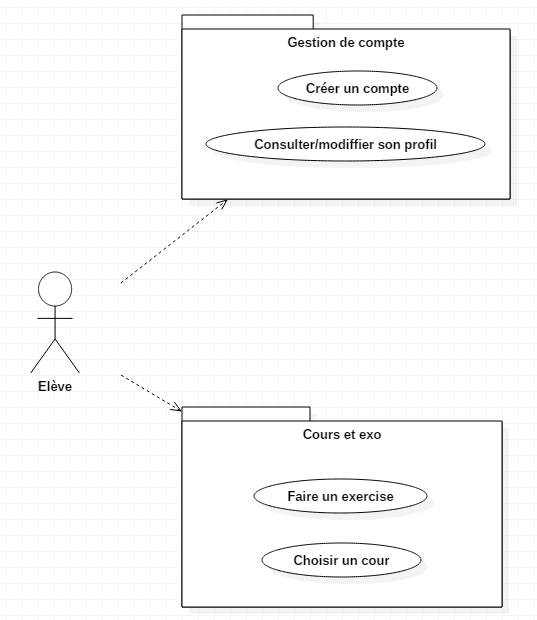 Gestion de compte
Créer un compte
Consulter/modiffier son profil
Elève
Cours et exo
Faire un exercise
Choisir un cour